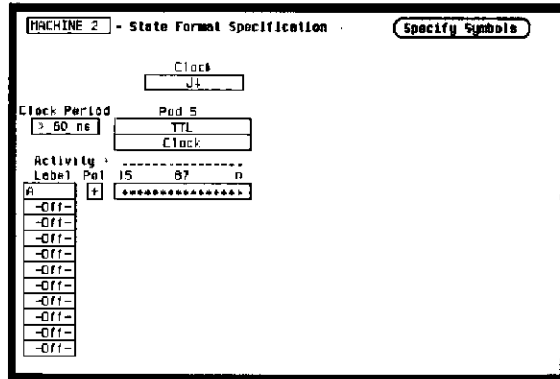 MACHINE 2 - State Format Specification Specify Symbols
Clock
J↓
Clock Period Pod 5
> 60 ns TTL
Clock
Activity > ----------------
Label Pol 15 87 0
A + ****************
-Off-
-Off-
-Off-
-Off-
-Off-
-Off-
-Off-
-Off-
-Off-
-Off-